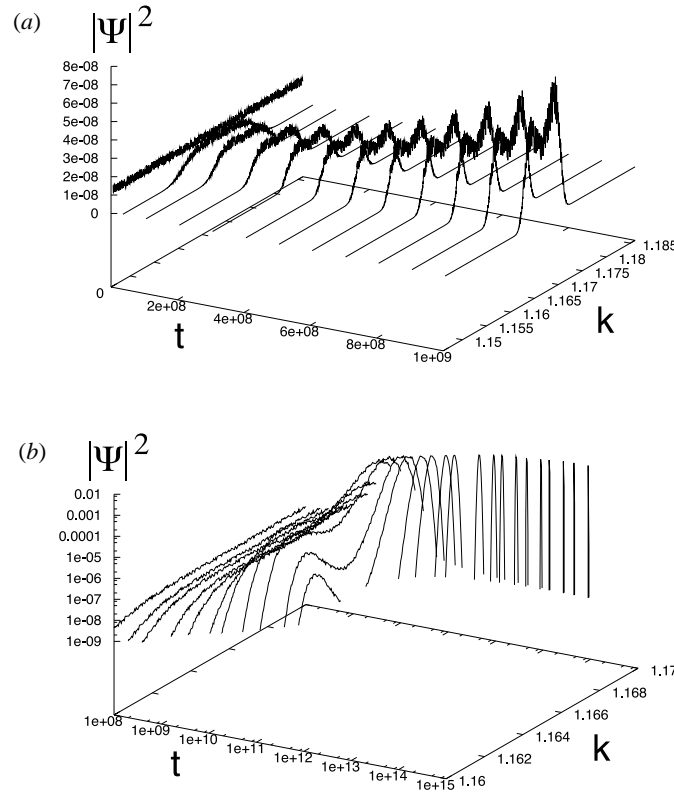 (a)
|Ψ|²
8e-08
7e-08
6e-08
5e-08
4e-08
3e-08
2e-08
1e-08
0
0
2e+08
4e+08
6e+08
8e+08
1e+09
t
1.15
1.155
1.16
1.165
1.17
1.175
1.18
1.185
k
(b)
|Ψ|²
0.01
0.001
0.0001
1e-05
1e-06
1e-07
1e-08
1e-09
1e+08
1e+09
1e+10
1e+11
1e+12
1e+13
1e+14
1e+15
t
1.16
1.162
1.164
1.166
1.168
1.17
k